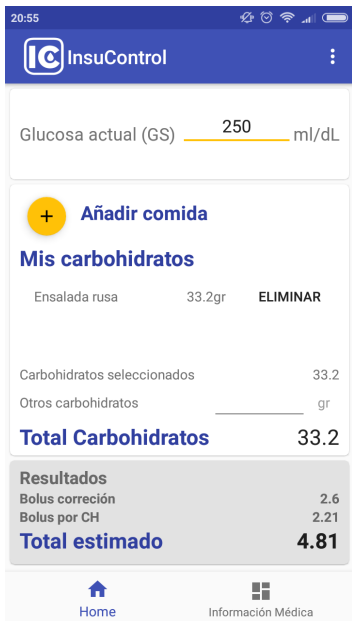 20:55
IC InsuControl
Glucosa actual (GS) 250 ml/dL
+ Añadir comida
Mis carbohidratos
Ensalada rusa 33.2gr ELIMINAR
Carbohidratos seleccionados 33.2
Otros carbohidratos gr
Total Carbohidratos 33.2
Resultados
Bolus correción 2.6
Bolus por CH 2.21
Total estimado 4.81
Home Información Médica